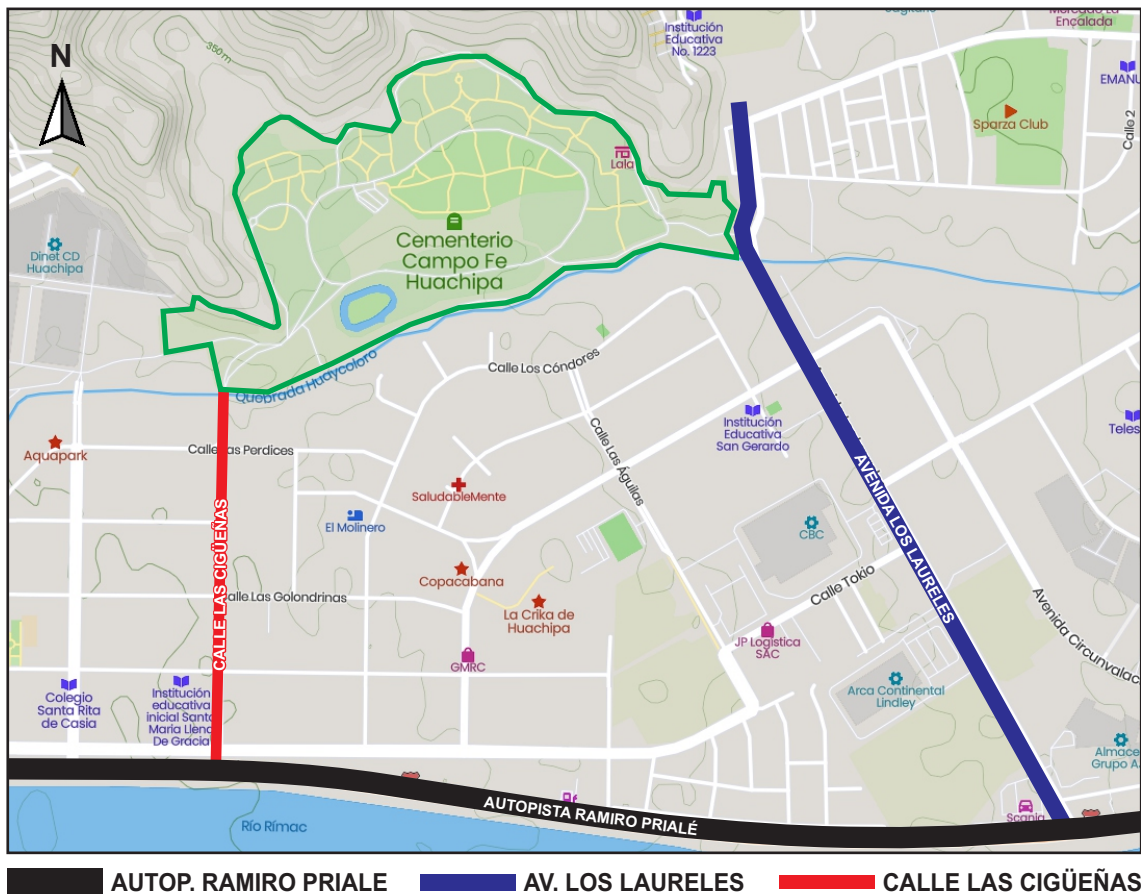 Sagitario
Mercado La
Encalada
N
350 m
Institución
Educativa
No. 1223
EMANU
Calle 2
Sparza Club
Lala
Cementerio
Campo Fe
Huachipa
Dinet CD
Huachipa
Quebrada Huaycoloro
Calle Los Cóndores
Institución
Educativa
San Gerardo
Teles
Aquapark
Calle Las Perdices
Calle Las Águilas
SaludableMente
El Molinero
AVENIDA LOS LAURELES
CBC
CALLE LAS CIGÜEÑAS
Copacabana
Calle Tokio
Calle Las Golondrinas
La Crika de
Huachipa
Avenida Circunvalac
JP Logística
SAC
GMRC
Colegio
Santa Rita
de Casia
Institución
educativa
inicial Santa
Maria Llena
De Gracia
Arca Continental
Lindley
Almace
Grupo A.
Scania
AUTOPISTA RAMIRO PRIALÉ
Río Rímac
AUTOP. RAMIRO PRIALE
AV. LOS LAURELES
CALLE LAS CIGÜEÑAS